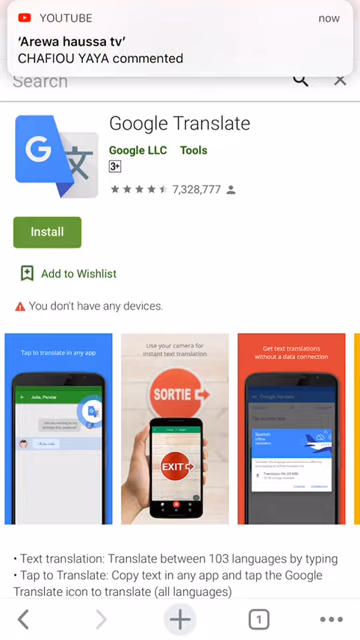 YOUTUBE
now
‘Arewa haussa tv’
CHAFIOU YAYA commented
Search
Google Translate
Google LLC Tools
3+
7,328,777
Install
Add to Wishlist
You don't have any devices.
Tap to translate in any app
Use your camera for
instant text translation
SORTIE
EXIT
Get text translations
without a data connection
• Text translation: Translate between 103 languages by typing
• Tap to Translate: Copy text in any app and tap the Google
Translate icon to translate (all languages)
1